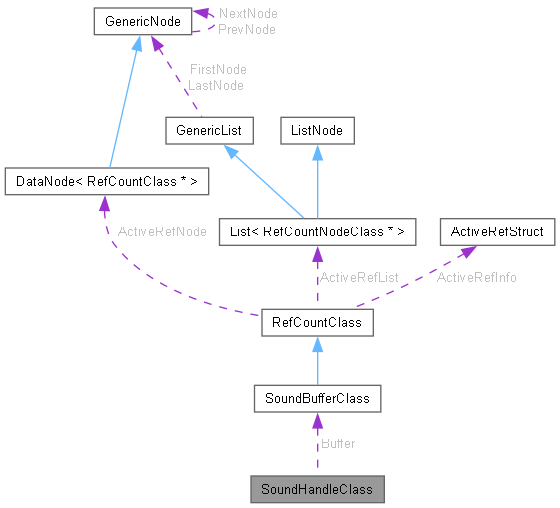 GenericNode
NextNode
PrevNode
FirstNode
LastNode
GenericList
ListNode
DataNode< RefCountClass * >
ActiveRefNode
List< RefCountNodeClass * >
ActiveRefStruct
ActiveRefList
ActiveRefInfo
RefCountClass
SoundBufferClass
Buffer
SoundHandleClass